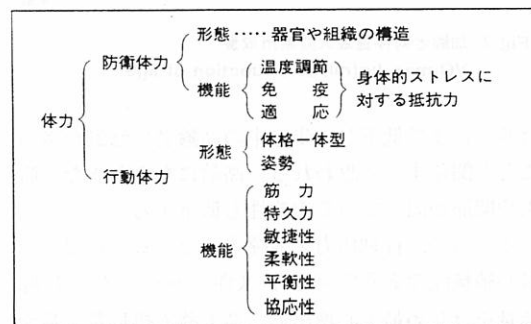 形態‥‥‥器官や組織の構造
防衛体力
機能
温度調節
免　疫
適　応
身体的ストレスに
対する抵抗力
体力
行動体力
形態
体格ー体型
姿勢
機能
筋　力
特久力
敏捷性
柔軟性
平衡性
協応性